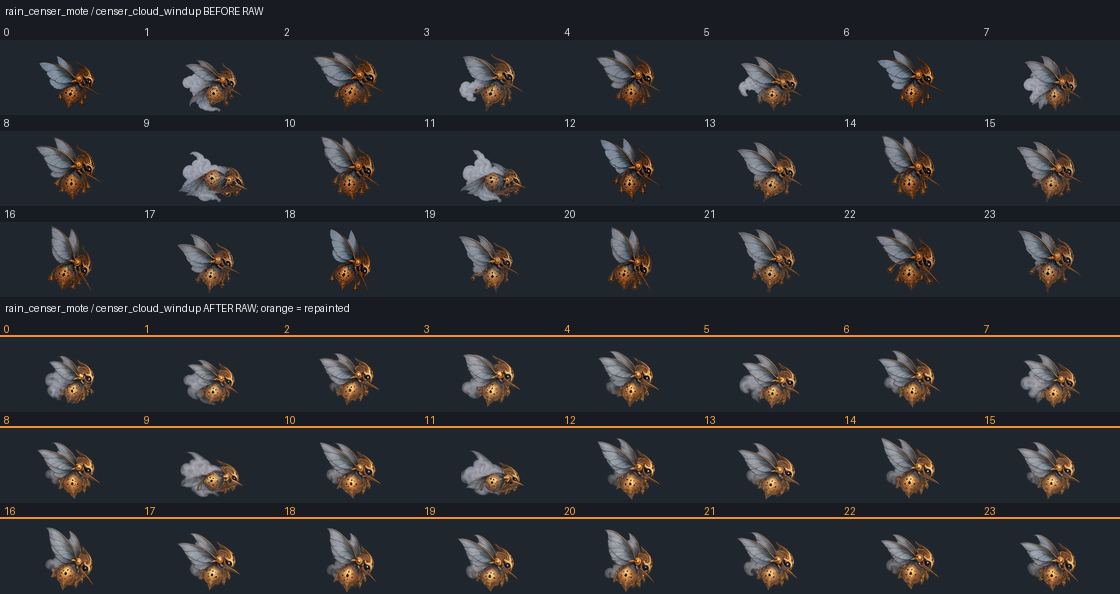 rain_censer_mote / censer_cloud_windup BEFORE RAW
0 1 2 3 4 5 6 7
8 9 10 11 12 13 14 15
16 17 18 19 20 21 22 23
rain_censer_mote / censer_cloud_windup AFTER RAW; orange = repainted
0 1 2 3 4 5 6 7
8 9 10 11 12 13 14 15
16 17 18 19 20 21 22 23